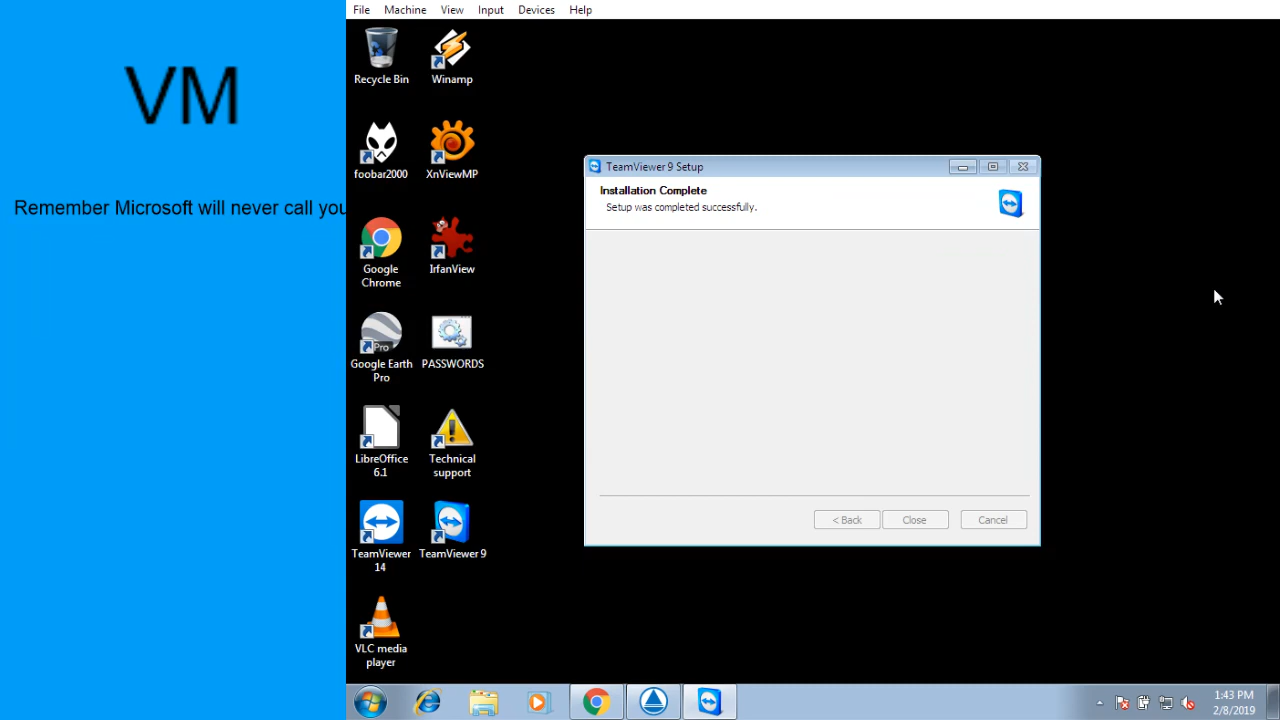 VM
Remember Microsoft will never call you
File Machine View Input Devices Help
Recycle Bin
Winamp
foobar2000
XnViewMP
Google
Chrome
IrfanView
Pro
Google Earth
Pro
PASSWORDS
LibreOffice
6.1
Technical
support
TeamViewer
14
TeamViewer 9
VLC media
player
TeamViewer 9 Setup
Installation Complete
Setup was completed successfully.
< Back
Close
Cancel
1:43 PM
2/8/2019